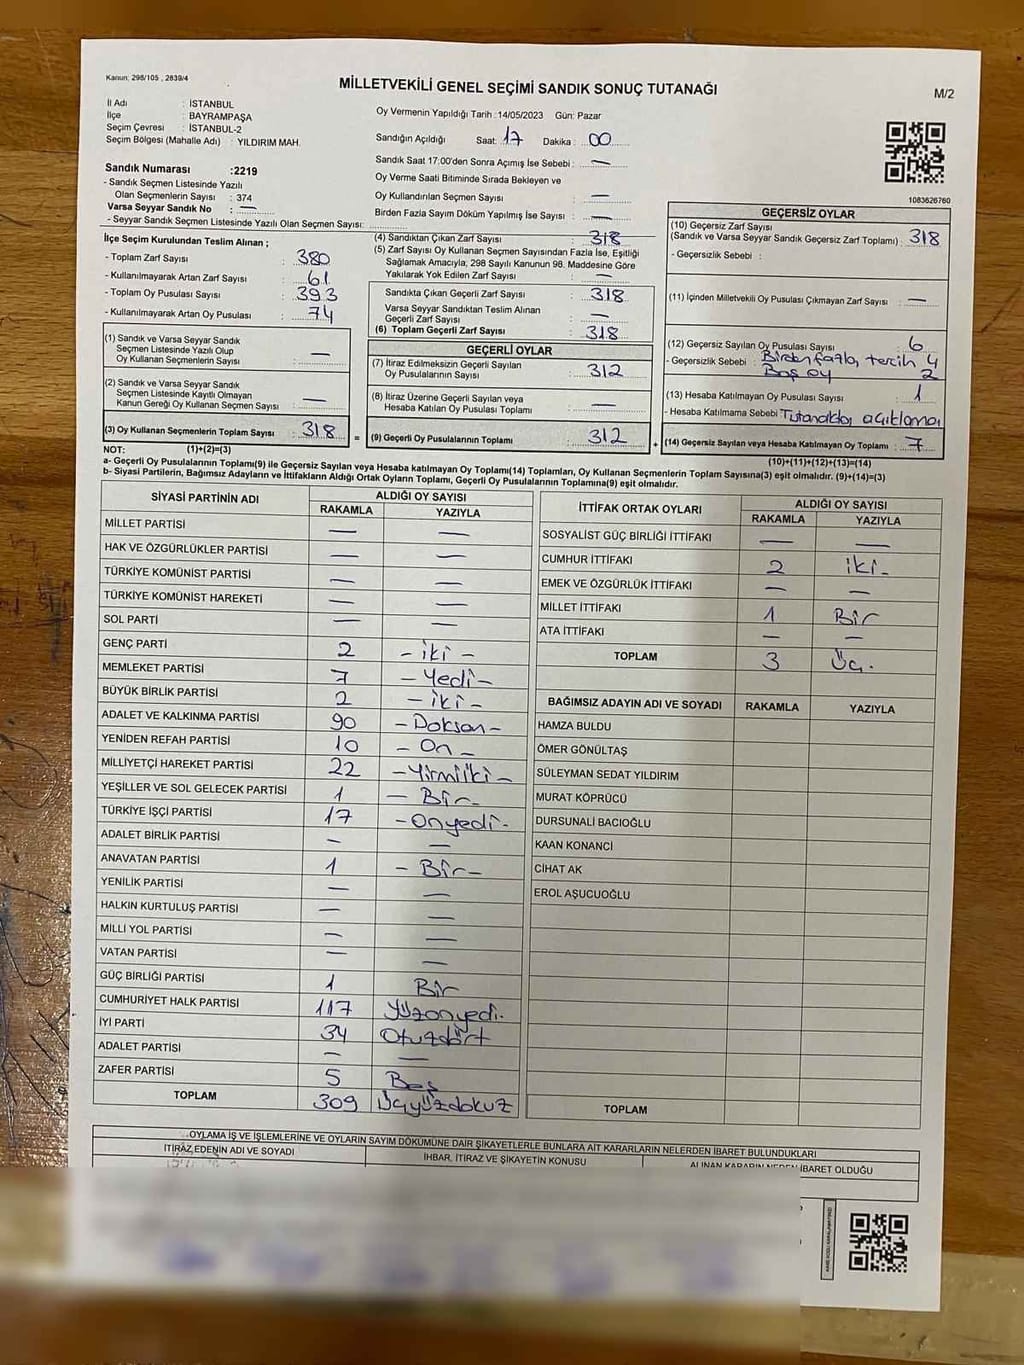 Kanun: 298/105 , 2839/4
MİLLETVEKİLİ GENEL SEÇİMİ SANDIK SONUÇ TUTANAĞI
M/2
İl Adı : İSTANBUL
İlçe : BAYRAMPAŞA
Seçim Çevresi : İSTANBUL-2
Seçim Bölgesi (Mahalle Adı) : YILDIRIM MAH.
Sandık Numarası :2219
- Sandık Seçmen Listesinde Yazılı
Olan Seçmenlerin Sayısı : 374
Varsa Seyyar Sandık No : —
- Seyyar Sandık Seçmen Listesinde Yazılı Olan Seçmen Sayısı:
Oy Vermenin Yapıldığı Tarih : 14/05/2023 Gün: Pazar
Sandığın Açıldığı Saat: 17 Dakika : 00
Sandık Saat 17:00'den Sonra Açımış İse Sebebi : —
Oy Verme Saati Bitiminde Sırada Bekleyen ve
Oy Kullandırılan Seçmen Sayısı : —
Birden Fazla Sayım Döküm Yapılmış İse Sayısı : —
1083626760
İlçe Seçim Kurulundan Teslim Alınan ;
- Toplam Zarf Sayısı : 380
- Kullanılmayarak Artan Zarf Sayısı : 61
- Toplam Oy Pusulası Sayısı : 393
- Kullanılmayarak Artan Oy Pusulası : 74
(1) Sandık ve Varsa Seyyar Sandık
Seçmen Listesinde Yazılı Olup
Oy Kullanan Seçmenlerin Sayısı : —
(2) Sandık ve Varsa Seyyar Sandık
Seçmen Listesinde Kayıtlı Olmayan
Kanun Gereği Oy Kullanan Seçmen Sayısı : —
(3) Oy Kullanan Seçmenlerin Toplam Sayısı : 318
(1)+(2)=(3)
(4) Sandıktan Çıkan Zarf Sayısı : 318
(5) Zarf Sayısı Oy Kullanan Seçmen Sayısından Fazla İse, Eşitliği
Sağlamak Amacıyla, 298 Sayılı Kanunun 98. Maddesine Göre
Yakılarak Yok Edilen Zarf Sayısı : —
Sandıkta Çıkan Geçerli Zarf Sayısı : 318
Varsa Seyyar Sandıktan Teslim Alınan
Geçerli Zarf Sayısı : —
(6) Toplam Geçerli Zarf Sayısı : 318
GEÇERLİ OYLAR
(7) İtiraz Edilmeksizin Geçerli Sayılan
Oy Pusulalarının Sayısı : 312
(8) İtiraz Üzerine Geçerli Sayılan veya
Hesaba Katılan Oy Pusulası Toplamı : —
= (9) Geçerli Oy Pusulalarının Toplamı : 312 +
GEÇERSİZ OYLAR
(10) Geçersiz Zarf Sayısı
(Sandık ve Varsa Seyyar Sandık Geçersiz Zarf Toplamı) : 318
- Geçersizlik Sebebi :
(11) İçinden Milletvekili Oy Pusulası Çıkmayan Zarf Sayısı : —
(12) Geçersiz Sayılan Oy Pusulası Sayısı : 6
- Geçersizlik Sebebi : Birden fazla tercih 4
Boş oy 2
(13) Hesaba Katılmayan Oy Pusulası Sayısı : 1
- Hesaba Katılmama Sebebi : Tutanakta açıklama
(14) Geçersiz Sayılan veya Hesaba Katılmayan Oy Toplamı : 7
(10)+(11)+(12)+(13)=(14)
NOT:
a- Geçerli Oy Pusulalarının Toplamı(9) ile Geçersiz Sayılan veya Hesaba katılmayan Oy Toplamı(14) Toplamları, Oy Kullanan Seçmenlerin Toplam Sayısına(3) eşit olmalıdır. (9)+(14)=(3)
b- Siyasi Partilerin, Bağımsız Adayların ve İttifakların Aldığı Ortak Oyların Toplamı, Geçerli Oy Pusulalarının Toplamına(9) eşit olmalıdır.
SİYASİ PARTİNİN ADI ALDIĞI OY SAYISI
RAKAMLA YAZIYLA
MİLLET PARTİSİ — —
HAK VE ÖZGÜRLÜKLER PARTİSİ — —
TÜRKİYE KOMÜNİST PARTİSİ — —
TÜRKİYE KOMÜNİST HAREKETİ — —
SOL PARTİ — —
GENÇ PARTİ 2 - iki -
MEMLEKET PARTİSİ 7 - Yedi -
BÜYÜK BİRLİK PARTİSİ 2 - iki -
ADALET VE KALKINMA PARTİSİ 90 - Doksan -
YENİDEN REFAH PARTİSİ 10 - On -
MİLLİYETÇİ HAREKET PARTİSİ 22 - Yirmiiki -
YEŞİLLER VE SOL GELECEK PARTİSİ 1 - Bir -
TÜRKİYE İŞÇİ PARTİSİ 17 - Onyedi -
ADALET BİRLİK PARTİSİ — —
ANAVATAN PARTİSİ 1 - Bir -
YENİLİK PARTİSİ — —
HALKIN KURTULUŞ PARTİSİ — —
MİLLİ YOL PARTİSİ — —
VATAN PARTİSİ — —
GÜÇ BİRLİĞİ PARTİSİ 1 Bir
CUMHURİYET HALK PARTİSİ 117 Yüzonyedi.
İYİ PARTİ 34 Otuzdört
ADALET PARTİSİ — —
ZAFER PARTİSİ 5 Beş
TOPLAM 309 Üçyüzdokuz
İTTİFAK ORTAK OYLARI ALDIĞI OY SAYISI
RAKAMLA YAZIYLA
SOSYALİST GÜÇ BİRLİĞİ İTTİFAKI — —
CUMHUR İTTİFAKI 2 iki -
EMEK VE ÖZGÜRLÜK İTTİFAKI — —
MİLLET İTTİFAKI 1 Bir
ATA İTTİFAKI — —
TOPLAM 3 Üç.
BAĞIMSIZ ADAYIN ADI VE SOYADI RAKAMLA YAZIYLA
HAMZA BULDU
ÖMER GÖNÜLTAŞ
SÜLEYMAN SEDAT YILDIRIM
MURAT KÖPRÜCÜ
DURSUNALİ BACIOĞLU
KAAN KONANCİ
CİHAT AK
EROL AŞUCUOĞLU
TOPLAM
OYLAMA İŞ VE İŞLEMLERİNE VE OYLARIN SAYIM DÖKÜMÜNE DAİR ŞİKAYETLERLE BUNLARA AİT KARARLARIN NELERDEN İBARET BULUNDUKLARI
İTİRAZ EDENİN ADI VE SOYADI İHBAR, İTİRAZ VE ŞİKAYETİN KONUSU ALINAN KARARIN NEDEN İBARET OLDUĞU